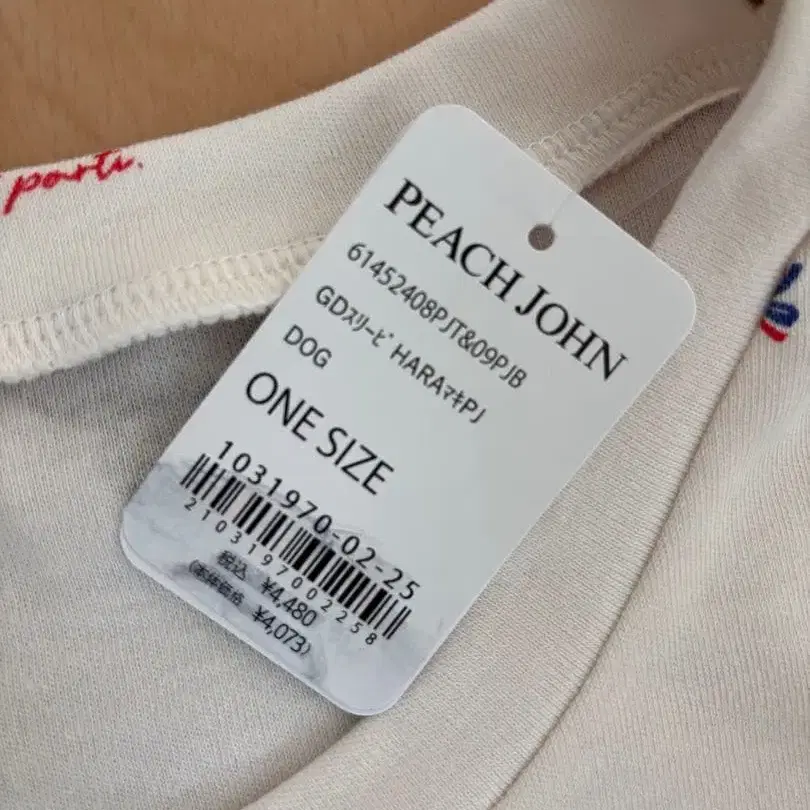 parti.
PEACH JOHN
61452408PJT&09PJB
GDｽﾘｰﾋﾟHARAﾏｷPJ
DOG
ONE SIZE
1031970-02-25
2103197002258
税込 ¥4,480
(本体価格 ¥4,073)